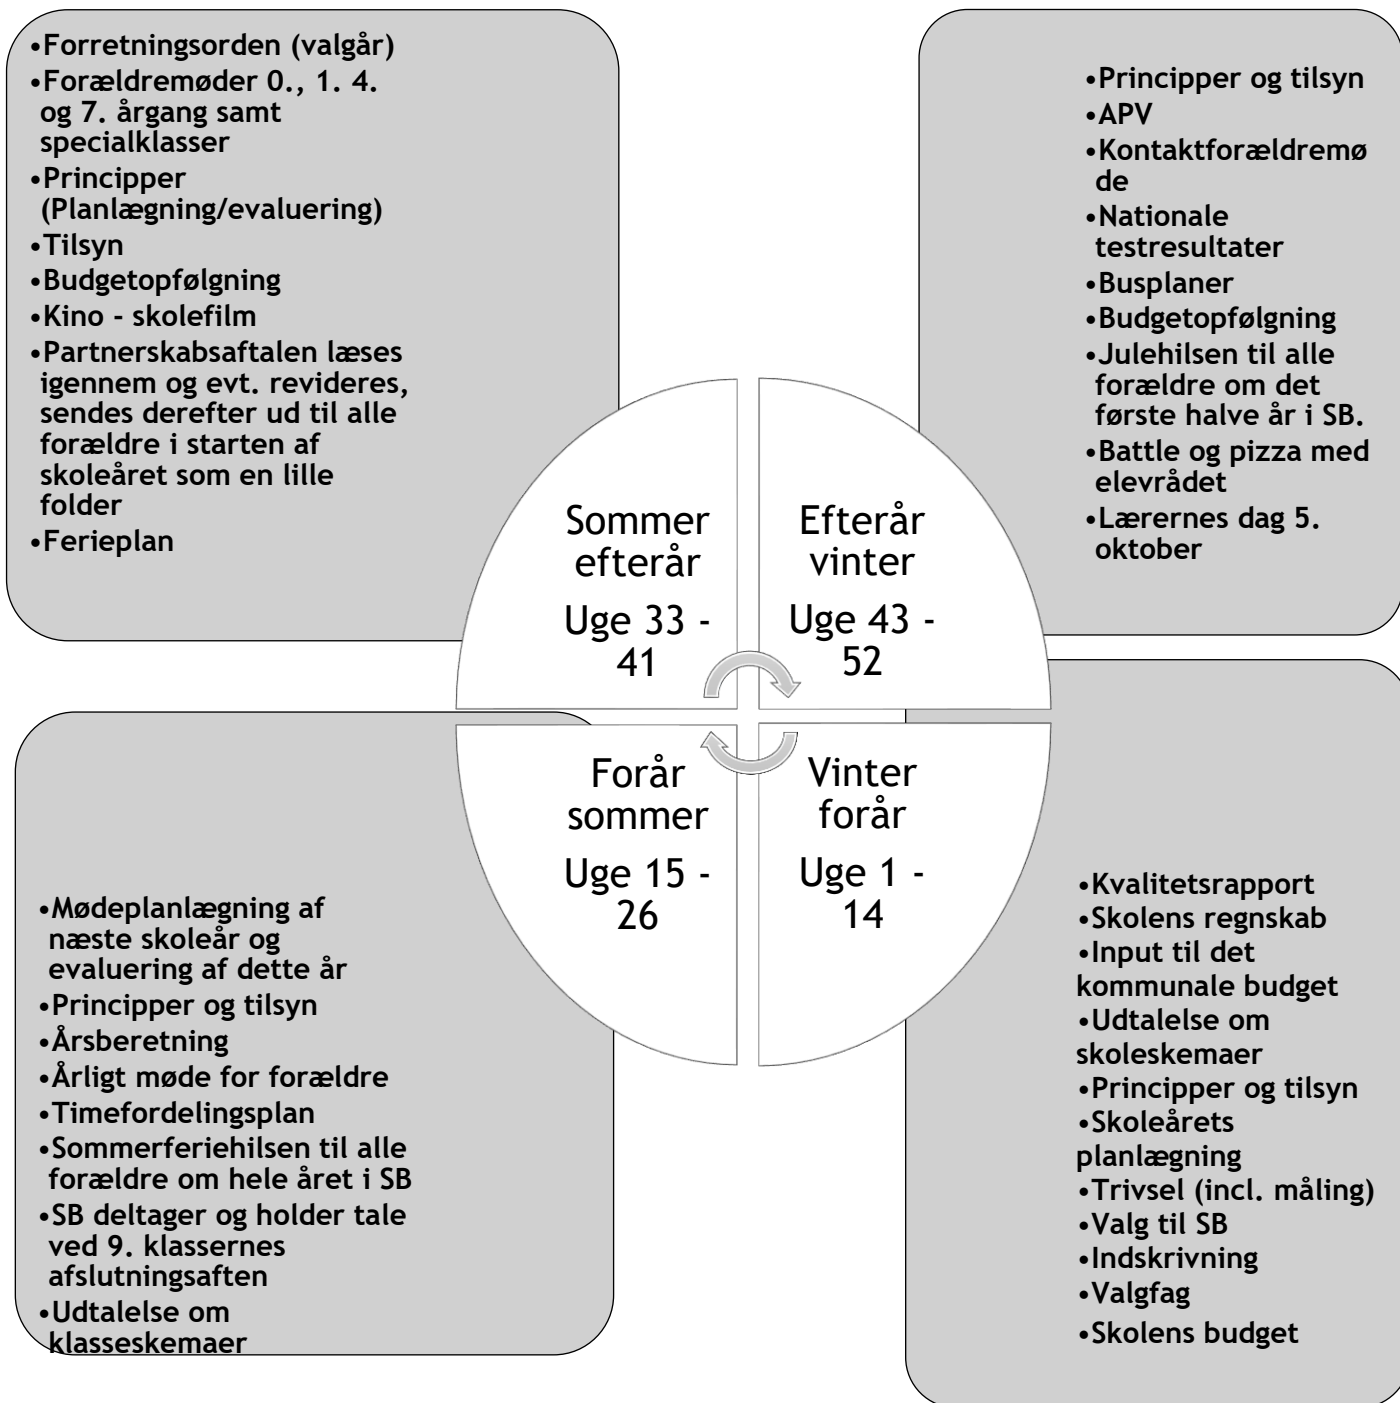 •Forretningsorden (valgår)
•Forældremøder 0., 1. 4.
og 7. årgang samt
specialklasser
•Principper
(Planlægning/evaluering)
•Tilsyn
•Budgetopfølgning
•Kino - skolefilm
•Partnerskabsaftalen læses
igennem og evt. revideres,
sendes derefter ud til alle
forældre i starten af
skoleåret som en lille
folder
•Ferieplan
•Principper og tilsyn
•APV
•Kontaktforældremø
de
•Nationale
testresultater
•Busplaner
•Budgetopfølgning
•Julehilsen til alle
forældre om det
første halve år i SB.
•Battle og pizza med
elevrådet
•Lærernes dag 5.
oktober
Sommer
efterår
Uge 33 -
41
Efterår
vinter
Uge 43 -
52
Forår
sommer
Uge 15 -
26
Vinter
forår
Uge 1 -
14
•Mødeplanlægning af
næste skoleår og
evaluering af dette år
•Principper og tilsyn
•Årsberetning
•Årligt møde for forældre
•Timefordelingsplan
•Sommerferiehilsen til alle
forældre om hele året i SB
•SB deltager og holder tale
ved 9. klassernes
afslutningsaften
•Udtalelse om
klasseskemaer
•Kvalitetsrapport
•Skolens regnskab
•Input til det
kommunale budget
•Udtalelse om
skoleskemaer
•Principper og tilsyn
•Skoleårets
planlægning
•Trivsel (incl. måling)
•Valg til SB
•Indskrivning
•Valgfag
•Skolens budget